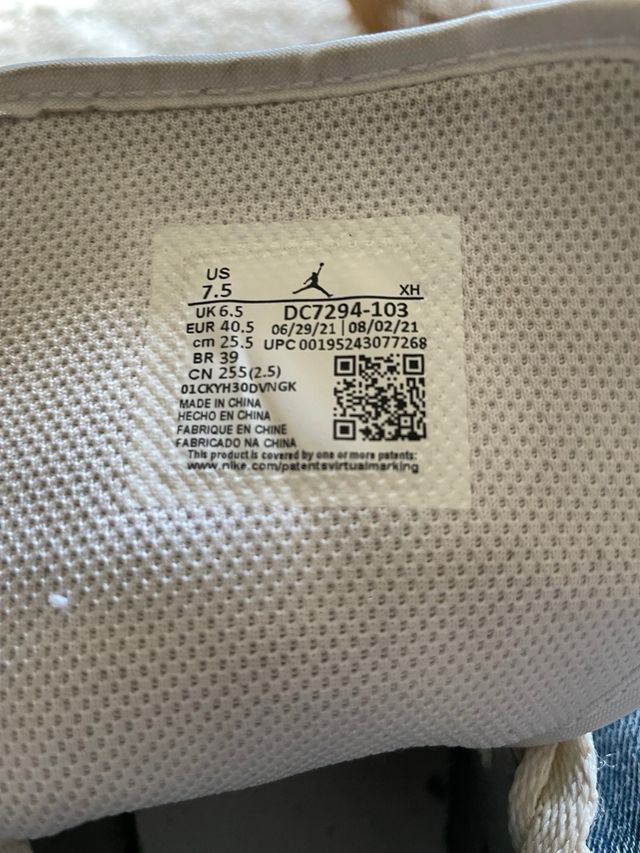 US
7.5 XH
UK 6.5 DC7294-103
EUR 40.5 06/29/21 | 08/02/21
cm 25.5 UPC 00195243077268
BR 39
CN 255(2.5)
01CKYH30DVNGK
MADE IN CHINA
HECHO EN CHINA
FABRIQUE EN CHINE
FABRICADO NA CHINA
This product is covered by one or more patents:
www.nike.com/patentsvirtualmarking